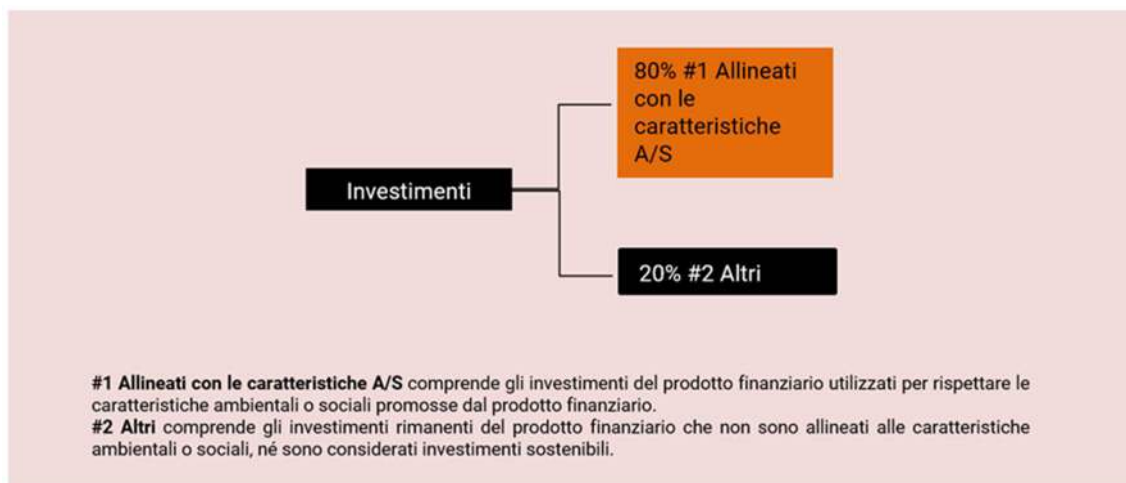 80% #1 Allineati
con le
caratteristiche
A/S
Investimenti
20% #2 Altri
#1 Allineati con le caratteristiche A/S comprende gli investimenti del prodotto finanziario utilizzati per rispettare le
caratteristiche ambientali o sociali promosse dal prodotto finanziario.
#2 Altri comprende gli investimenti rimanenti del prodotto finanziario che non sono allineati alle caratteristiche
ambientali o sociali, né sono considerati investimenti sostenibili.